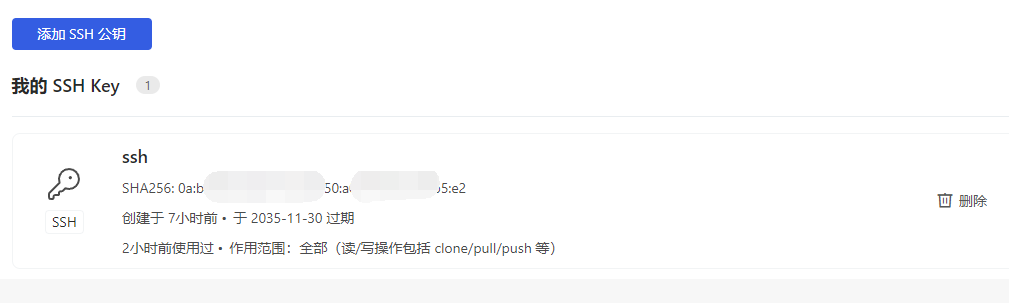 添加 SSH 公钥
我的 SSH Key 1
ssh
SHA256: 0a:b 50:a 5:e2
创建于 7小时前 • 于 2035-11-30 过期
SSH
2小时前使用过 • 作用范围：全部（读/写操作包括 clone/pull/push 等）
删除